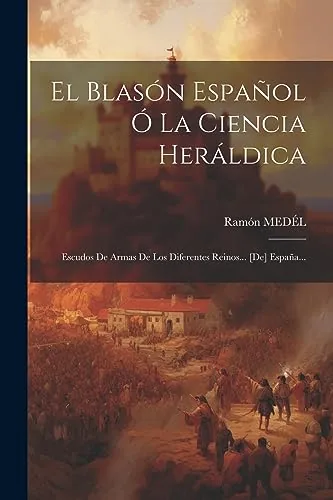 El Blasón Español
Ó La Ciencia
Heráldica
Ramón MEDÉL
Escudos De Armas De Los Diferentes Reinos... [De] España...